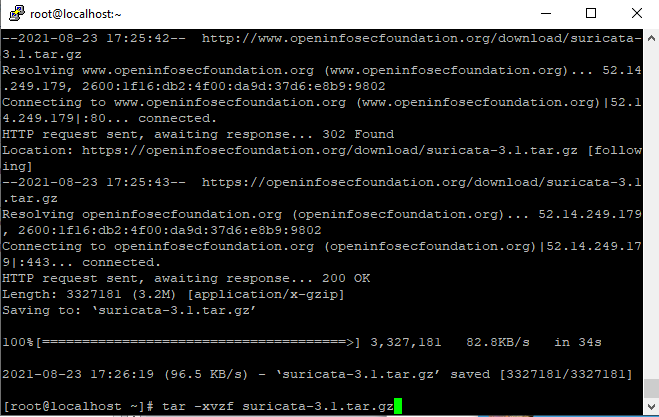 root@localhost:~
--2021-08-23 17:25:42--  http://www.openinfosecfoundation.org/download/suricata-
3.1.tar.gz
Resolving www.openinfosecfoundation.org (www.openinfosecfoundation.org)... 52.14
.249.179, 2600:1f16:db2:4f00:da9d:37d6:e8b9:9802
Connecting to www.openinfosecfoundation.org (www.openinfosecfoundation.org)|52.1
4.249.179|:80... connected.
HTTP request sent, awaiting response... 302 Found
Location: https://openinfosecfoundation.org/download/suricata-3.1.tar.gz [follow
ing]
--2021-08-23 17:25:43--  https://openinfosecfoundation.org/download/suricata-3.1
.tar.gz
Resolving openinfosecfoundation.org (openinfosecfoundation.org)... 52.14.249.179
, 2600:1f16:db2:4f00:da9d:37d6:e8b9:9802
Connecting to openinfosecfoundation.org (openinfosecfoundation.org)|52.14.249.17
9|:443... connected.
HTTP request sent, awaiting response... 200 OK
Length: 3327181 (3.2M) [application/x-gzip]
Saving to: ‘suricata-3.1.tar.gz’
100%[======================================>] 3,327,181   82.8KB/s   in 34s
2021-08-23 17:26:19 (96.5 KB/s) - ‘suricata-3.1.tar.gz’ saved [3327181/3327181]
[root@localhost ~]# tar -xvzf suricata-3.1.tar.gz